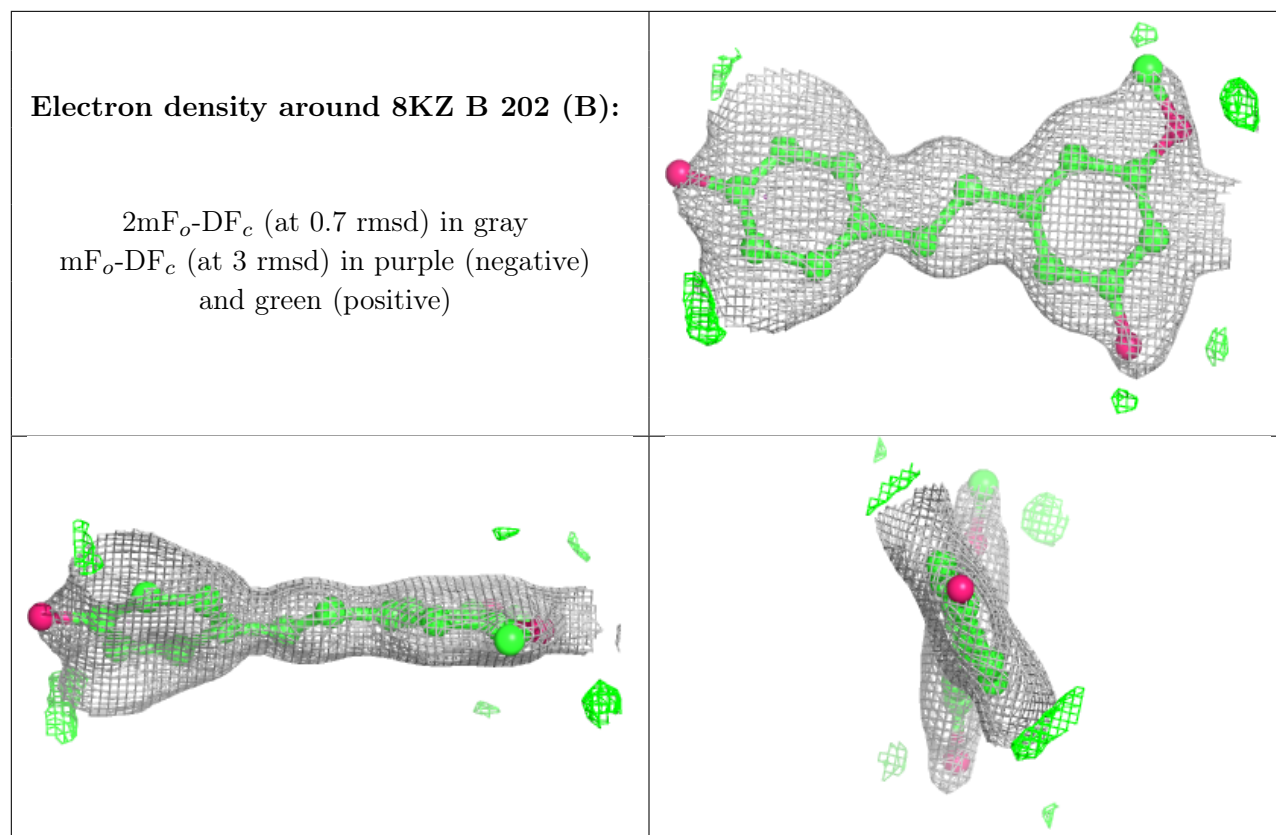 Electron density around 8KZ B 202 (B):
2mFo-DFc (at 0.7 rmsd) in gray
mFo-DFc (at 3 rmsd) in purple (negative)
and green (positive)